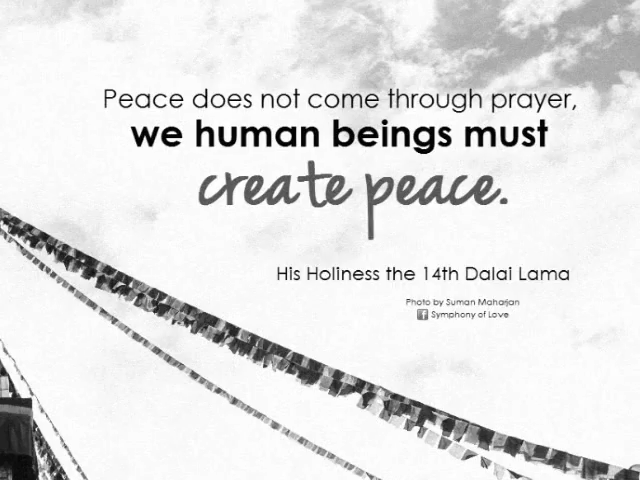 Peace does not come through prayer,
we human beings must
create peace.
His Holiness the 14th Dalai Lama
Photo by Suman Maharjan
f Symphony of Love